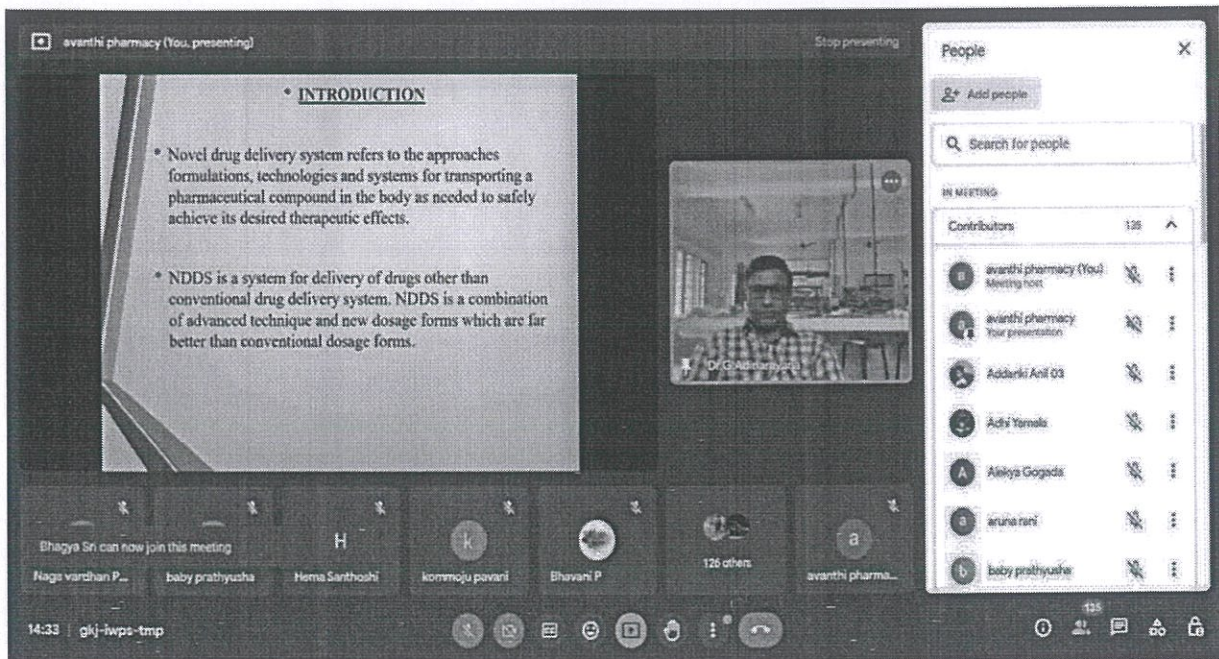 avanthi pharmacy (You, presenting)
Stop presenting
• INTRODUCTION
• Novel drug delivery system refers to the approaches
formulations, technologies and systems for transporting a
pharmaceutical compound in the body as needed to safely
achieve its desired therapeutic effects.
• NDDS is a system for delivery of drugs other than
conventional drug delivery system. NDDS is a combination
of advanced technique and new dosage forms which are far
better than conventional dosage forms.
Dr.G.Adinarayana
Bhagya Sri can now join this meeting
Naga vardhan P...
baby prathyusha
H
Hema Santhoshi
k
kommoju pavani
Bhavani P
126 others
a
avanthi pharma...
14:33 | gkj-iwps-tmp
135
People
Add people
Search for people
IN MEETING
Contributors 135
a
avanthi pharmacy (You)
Meeting host
a
avanthi pharmacy
Your presentation
Addanki Anil 03
Adhi Yamala
A
Alekya Gogada
a
aruna rani
b
baby prathyusha